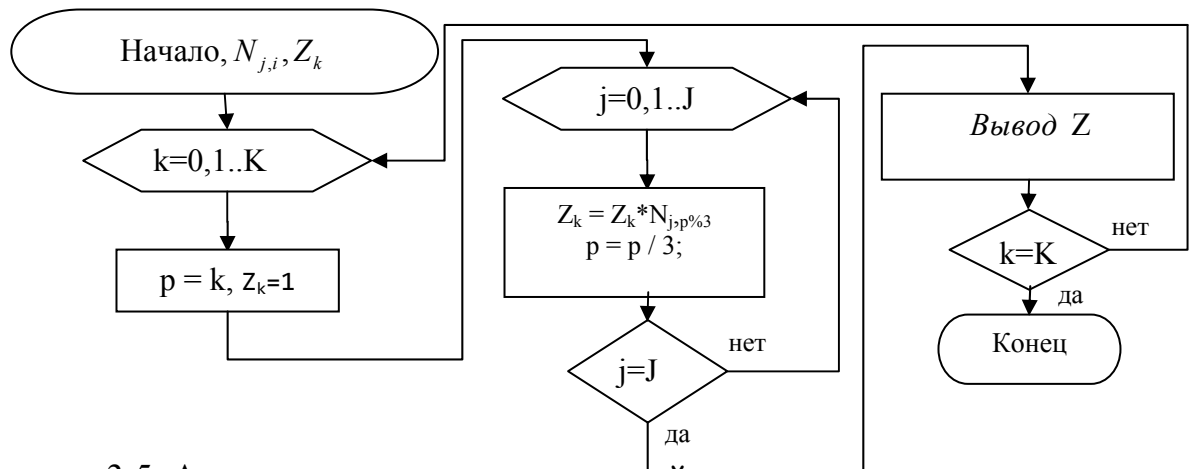 Начало, N_{j,i}, Z_k
k=0,1..K
p = k, Z_k=1
j=0,1..J
Z_k = Z_k*N_{j,p%3}
p = p / 3;
j=J
нет
да
Вывод Z
k=K
нет
да
Конец